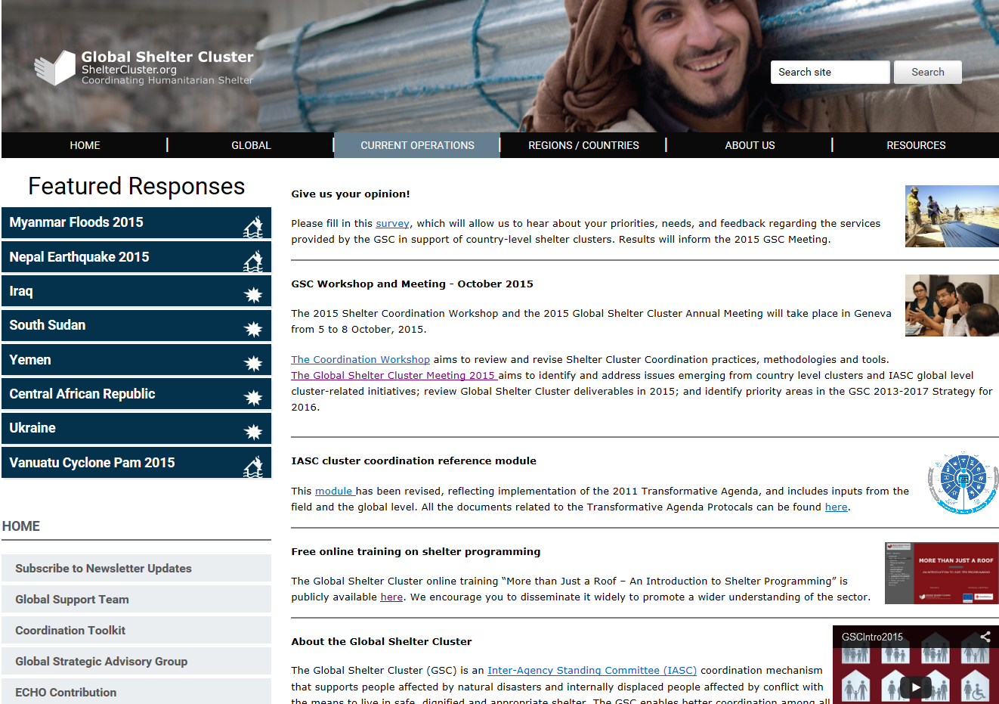 Global Shelter Cluster
ShelterCluster.org
Coordinating Humanitarian Shelter
Search site
Search
HOME
GLOBAL
CURRENT OPERATIONS
REGIONS / COUNTRIES
ABOUT US
RESOURCES
Featured Responses
Myanmar Floods 2015
Nepal Earthquake 2015
Iraq
South Sudan
Yemen
Central African Republic
Ukraine
Vanuatu Cyclone Pam 2015
HOME
Subscribe to Newsletter Updates
Global Support Team
Coordination Toolkit
Global Strategic Advisory Group
ECHO Contribution
Give us your opinion!
Please fill in this survey, which will allow us to hear about your priorities, needs, and feedback regarding the services
provided by the GSC in support of country-level shelter clusters. Results will inform the 2015 GSC Meeting.
GSC Workshop and Meeting - October 2015
The 2015 Shelter Coordination Workshop and the 2015 Global Shelter Cluster Annual Meeting will take place in Geneva
from 5 to 8 October, 2015.
The Coordination Workshop aims to review and revise Shelter Cluster Coordination practices, methodologies and tools.
The Global Shelter Cluster Meeting 2015 aims to identify and address issues emerging from country level clusters and IASC global level
cluster-related initiatives; review Global Shelter Cluster deliverables in 2015; and identify priority areas in the GSC 2013-2017 Strategy for
2016.
IASC cluster coordination reference module
This module has been revised, reflecting implementation of the 2011 Transformative Agenda, and includes inputs from the
field and the global level. All the documents related to the Transformative Agenda Protocals can be found here.
Free online training on shelter programming
The Global Shelter Cluster online training “More than Just a Roof – An Introduction to Shelter Programming” is
publicly available here. We encourage you to disseminate it widely to promote a wider understanding of the sector.
MORE THAN JUST A ROOF
AN INTRODUCTION TO SHELTER PROGRAMMING
About the Global Shelter Cluster
GSCIntro2015
The Global Shelter Cluster (GSC) is an Inter-Agency Standing Committee (IASC) coordination mechanism
that supports people affected by natural disasters and internally displaced people affected by conflict with
the means to live in safe, dignified and appropriate shelter. The GSC enables better coordination among all